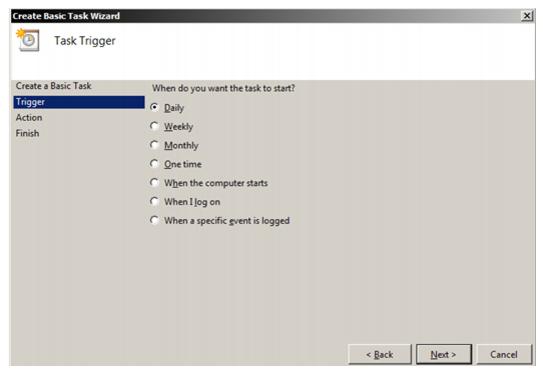 Create Basic Task Wizard
Task Trigger
Create a Basic Task
Trigger
Action
Finish
When do you want the task to start?
Daily
Weekly
Monthly
One time
When the computer starts
When I log on
When a specific event is logged
< Back
Next >
Cancel